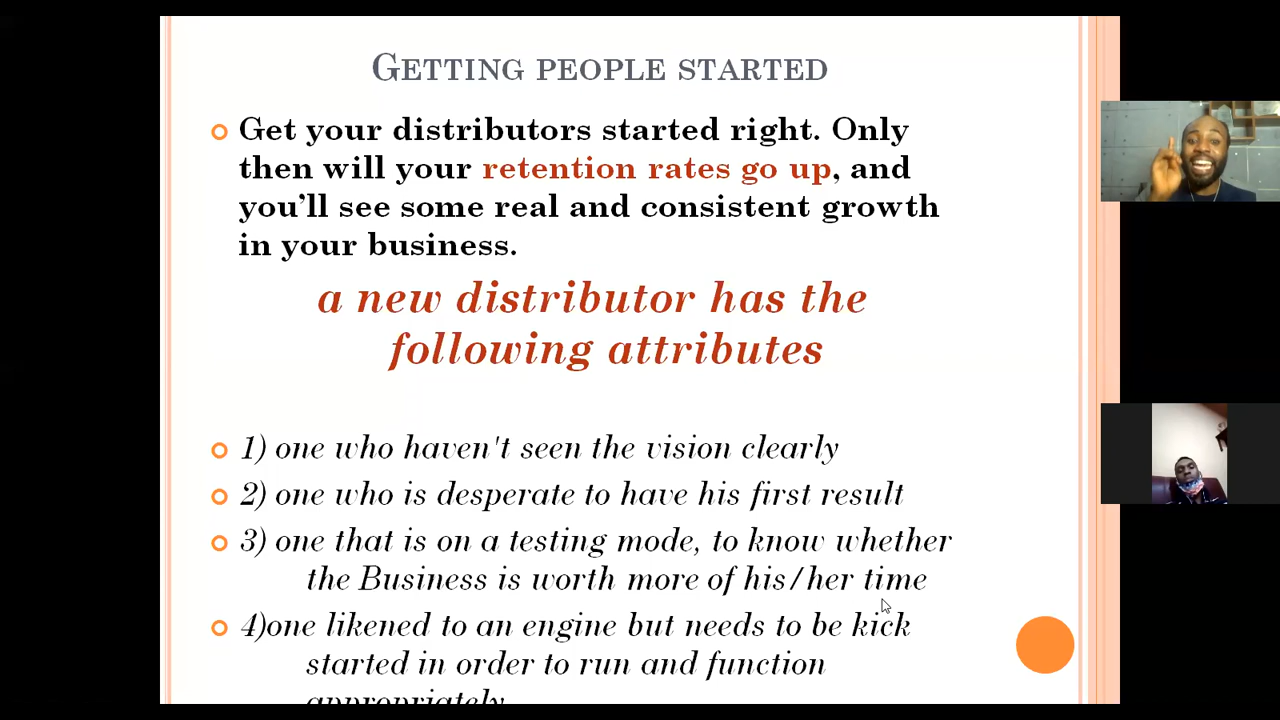 GETTING PEOPLE STARTED
Get your distributors started right. Only
then will your retention rates go up, and
you'll see some real and consistent growth
in your business.
a new distributor has the
following attributes
1) one who haven't seen the vision clearly
2) one who is desperate to have his first result
3) one that is on a testing mode, to know whether
the Business is worth more of his/her time
4)one likened to an engine but needs to be kick
started in order to run and function
appropriately